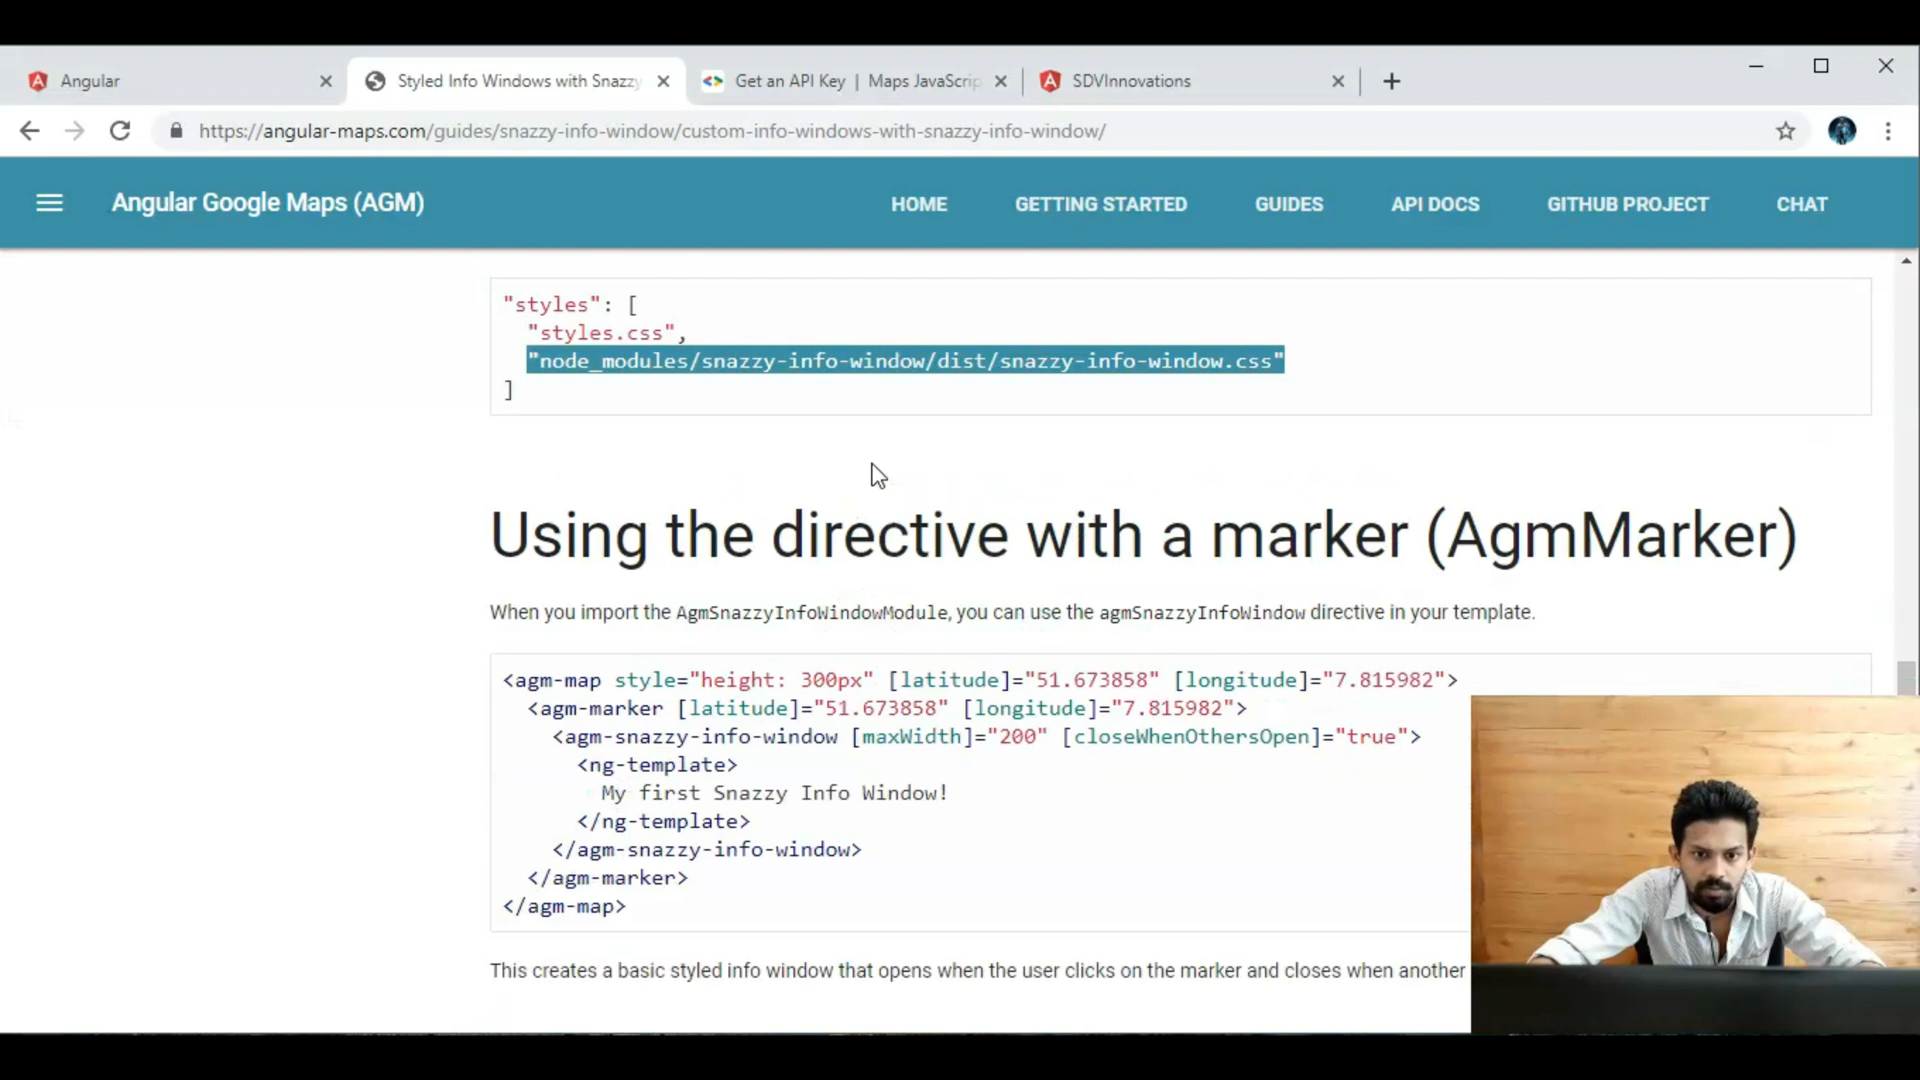 Angular
Styled Info Windows with Snazzy
Get an API Key | Maps JavaScrip
SDVInnovations
https://angular-maps.com/guides/snazzy-info-window/custom-info-windows-with-snazzy-info-window/
Angular Google Maps (AGM)
HOME
GETTING STARTED
GUIDES
API DOCS
GITHUB PROJECT
CHAT
"styles": [
"styles.css",
"node_modules/snazzy-info-window/dist/snazzy-info-window.css"
]
Using the directive with a marker (AgmMarker)
When you import the AgmSnazzyInfoWindowModule, you can use the agmSnazzyInfoWindow directive in your template.
<agm-map style="height: 300px" [latitude]="51.673858" [longitude]="7.815982">
<agm-marker [latitude]="51.673858" [longitude]="7.815982">
<agm-snazzy-info-window [maxWidth]="200" [closeWhenOthersOpen]="true">
<ng-template>
My first Snazzy Info Window!
</ng-template>
</agm-snazzy-info-window>
</agm-marker>
</agm-map>
This creates a basic styled info window that opens when the user clicks on the marker and closes when another